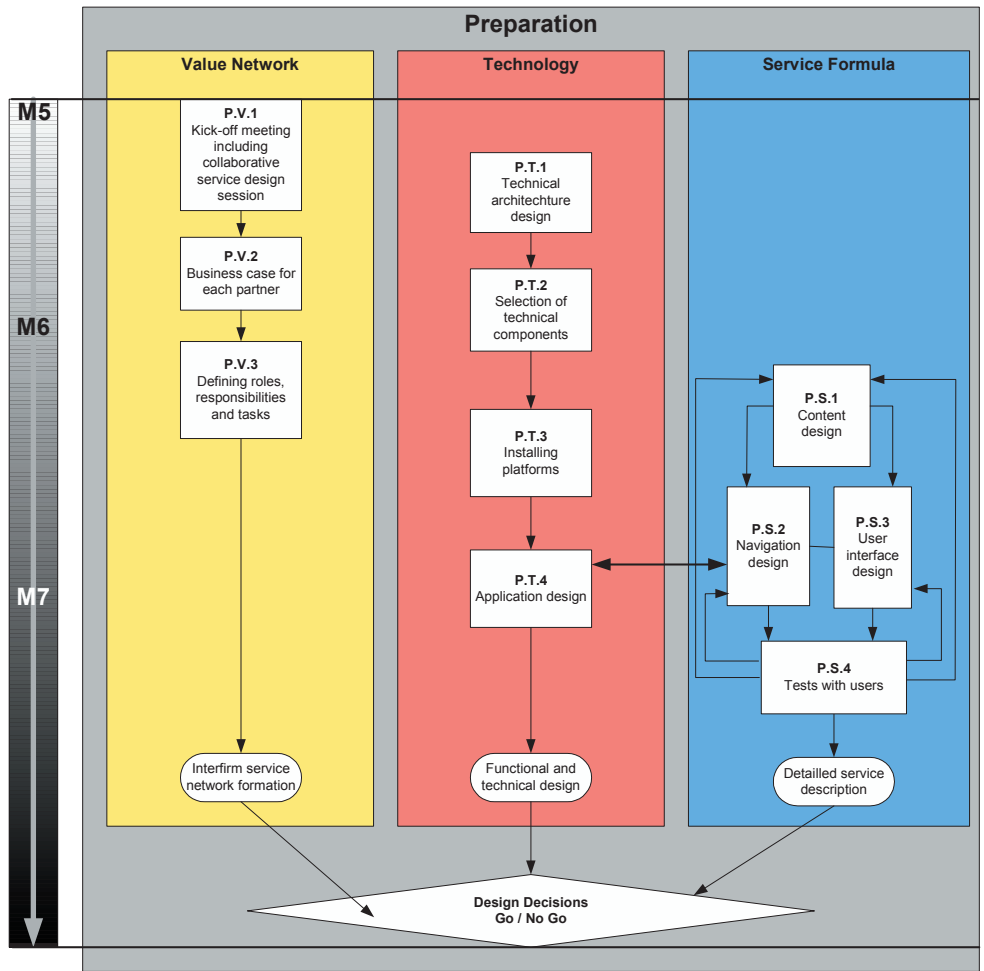 Preparation
Value Network
Technology
Service Formula
M5
M6
M7
P.V.1
Kick-off meeting
including
collaborative
service design
session
P.V.2
Business case for
each partner
P.V.3
Defining roles,
responsibilities
and tasks
Interfirm service
network formation
P.T.1
Technical
architechture
design
P.T.2
Selection of
technical
components
P.T.3
Installing
platforms
P.T.4
Application design
Functional and
technical design
P.S.1
Content
design
P.S.2
Navigation
design
P.S.3
User
interface
design
P.S.4
Tests with users
Detailled service
description
Design Decisions
Go / No Go